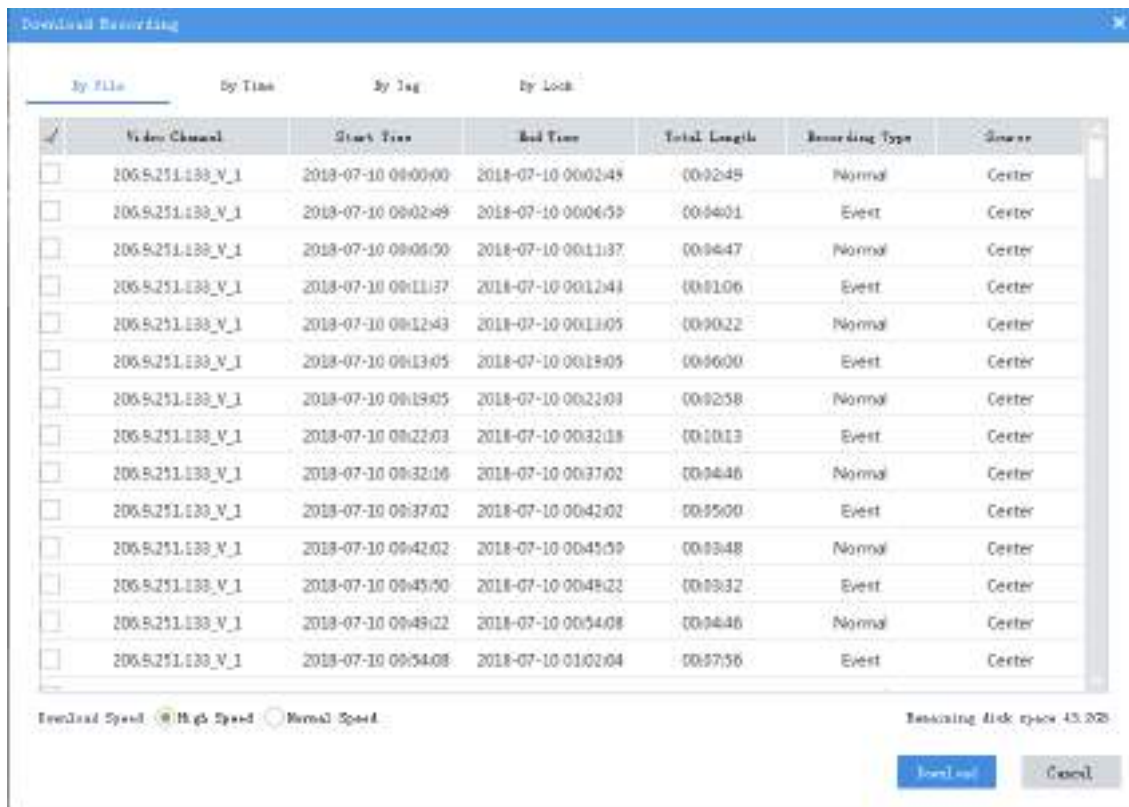 Download Recording
By File By Time By Tag By Lock
Video Channel Start Time End Time Total Length Recording Type Source
206.9.251.133_V_1 2018-07-10 00:00:00 2018-07-10 00:02:49 00:02:49 Normal Center
206.9.251.133_V_1 2018-07-10 00:02:49 2018-07-10 00:06:50 00:04:01 Event Center
206.9.251.133_V_1 2018-07-10 00:06:50 2018-07-10 00:11:37 00:04:47 Normal Center
206.9.251.133_V_1 2018-07-10 00:11:37 2018-07-10 00:12:43 00:01:06 Event Center
206.9.251.133_V_1 2018-07-10 00:12:43 2018-07-10 00:13:05 00:00:22 Normal Center
206.9.251.133_V_1 2018-07-10 00:13:05 2018-07-10 00:19:05 00:06:00 Event Center
206.9.251.133_V_1 2018-07-10 00:19:05 2018-07-10 00:22:03 00:02:58 Normal Center
206.9.251.133_V_1 2018-07-10 00:22:03 2018-07-10 00:32:16 00:10:13 Event Center
206.9.251.133_V_1 2018-07-10 00:32:16 2018-07-10 00:37:02 00:04:46 Normal Center
206.9.251.133_V_1 2018-07-10 00:37:02 2018-07-10 00:42:02 00:05:00 Event Center
206.9.251.133_V_1 2018-07-10 00:42:02 2018-07-10 00:45:50 00:03:48 Normal Center
206.9.251.133_V_1 2018-07-10 00:45:50 2018-07-10 00:49:22 00:03:32 Event Center
206.9.251.133_V_1 2018-07-10 00:49:22 2018-07-10 00:54:08 00:04:46 Normal Center
206.9.251.133_V_1 2018-07-10 00:54:08 2018-07-10 01:02:04 00:07:56 Event Center
Download Speed High Speed Normal Speed Remaining disk space 43.2GB
Download Cancel